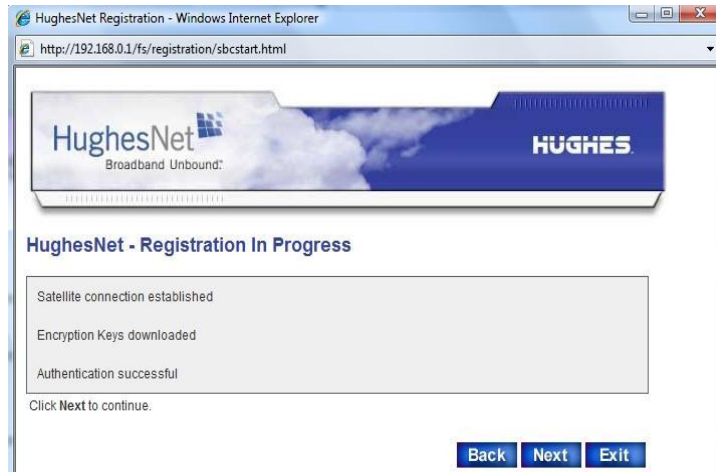 HughesNet Registration - Windows Internet Explorer
http://192.168.0.1/fs/registration/sbcstart.html
HughesNet
Broadband Unbound.™
HUGHES.
HughesNet - Registration In Progress
Satellite connection established
Encryption Keys downloaded
Authentication successful
Click Next to continue.
Back Next Exit